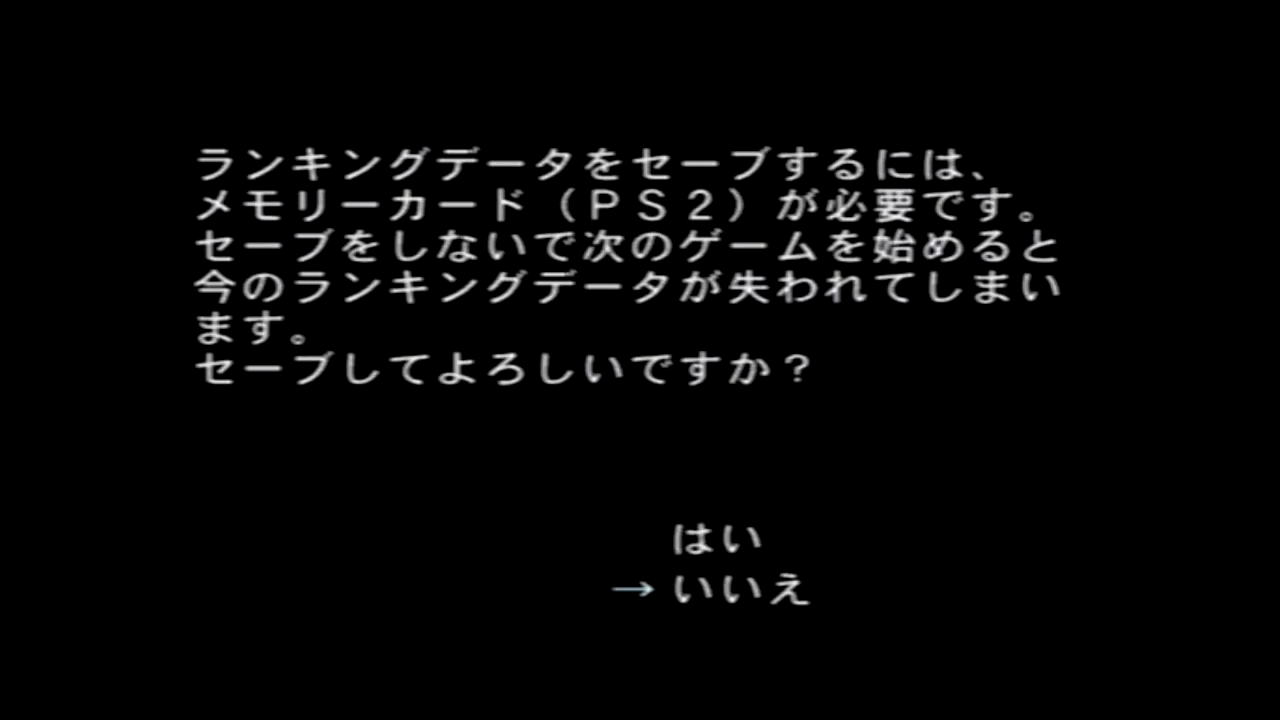 ランキングデータをセーブするには、
メモリーカード（ＰＳ２）が必要です。
セーブをしないで次のゲームを始めると
今のランキングデータが失われてしまい
ます。
セーブしてよろしいですか？
はい
→いいえ